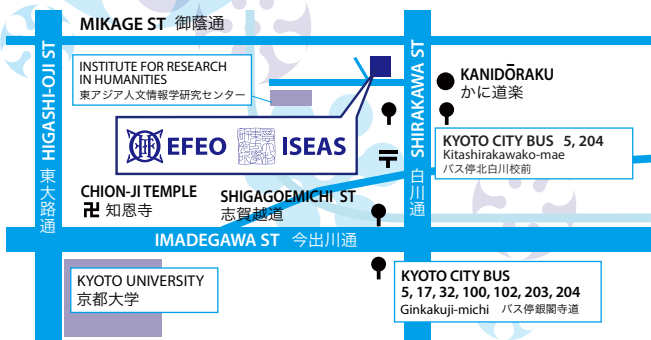 MIKAGE ST 御蔭通
HIGASHI-OJI ST 東大路通
INSTITUTE FOR RESEARCH
IN HUMANITIES
東アジア人文情報学研究センター
SHIRAKAWA ST 白川通
KANIDŌRAKU
かに道楽
EFEO
ISEAS
KYOTO CITY BUS 5, 204
Kitashirakawako-mae
バス停北白川校前
CHION-JI TEMPLE
卍 知恩寺
SHIGAGOEMICHI ST
志賀越道
〒
IMADEGAWA ST 今出川通
KYOTO UNIVERSITY
京都大学
KYOTO CITY BUS
5, 17, 32, 100, 102, 203, 204
Ginkakuji-michi バス停銀閣寺道